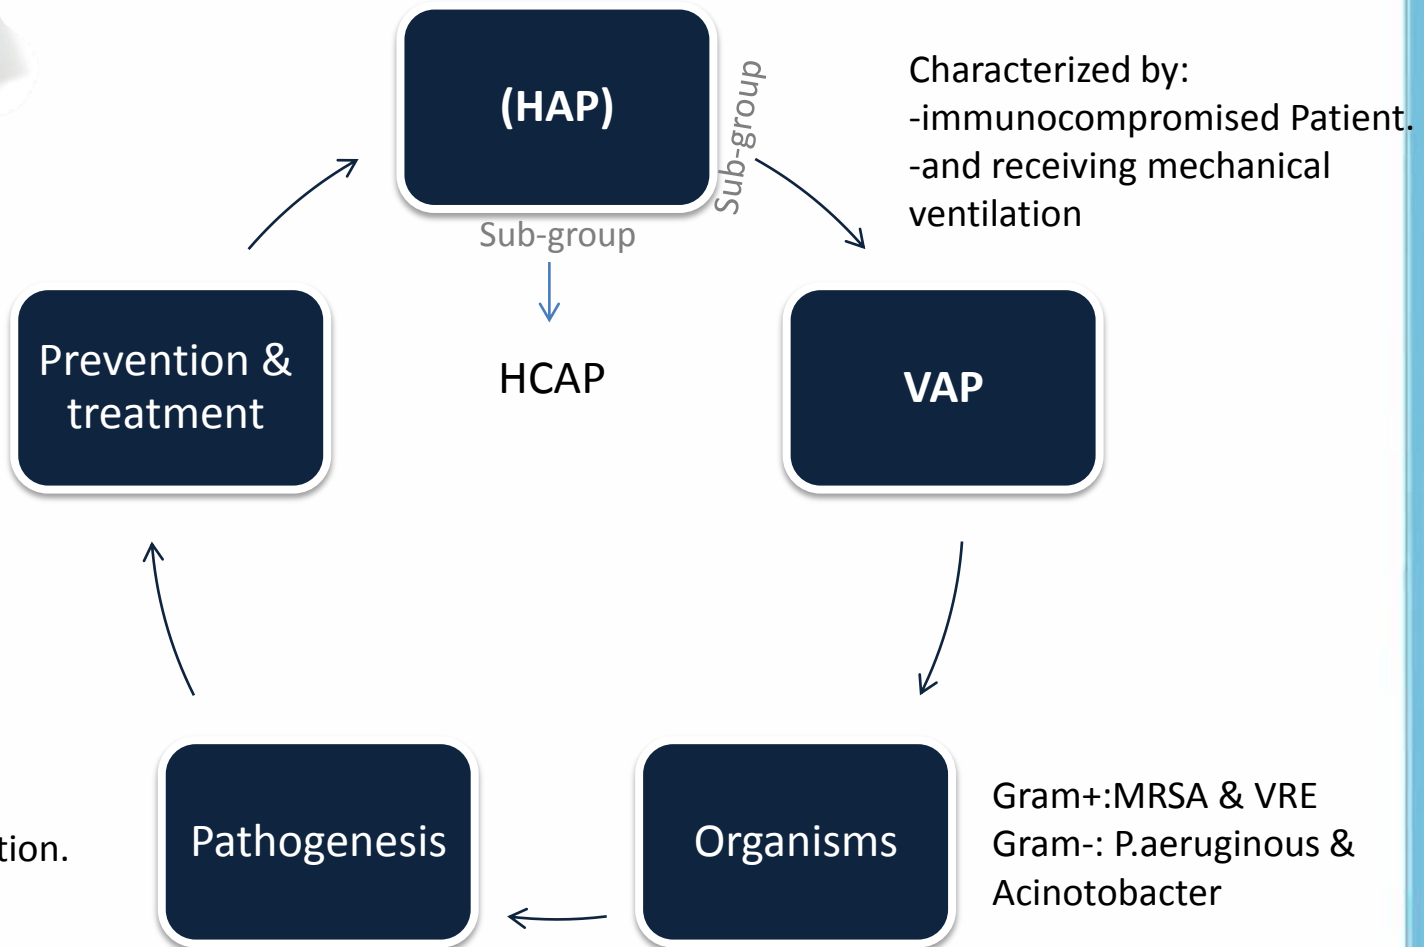 (HAP)
Sub-group
Sub-group
HCAP
Characterized by:
-immunocompromised Patient.
-and receiving mechanical
ventilation
VAP
Prevention &
treatment
Organisms
Gram+:MRSA & VRE
Gram-: P.aeruginous &
Acinotobacter
Pathogenesis
tion.